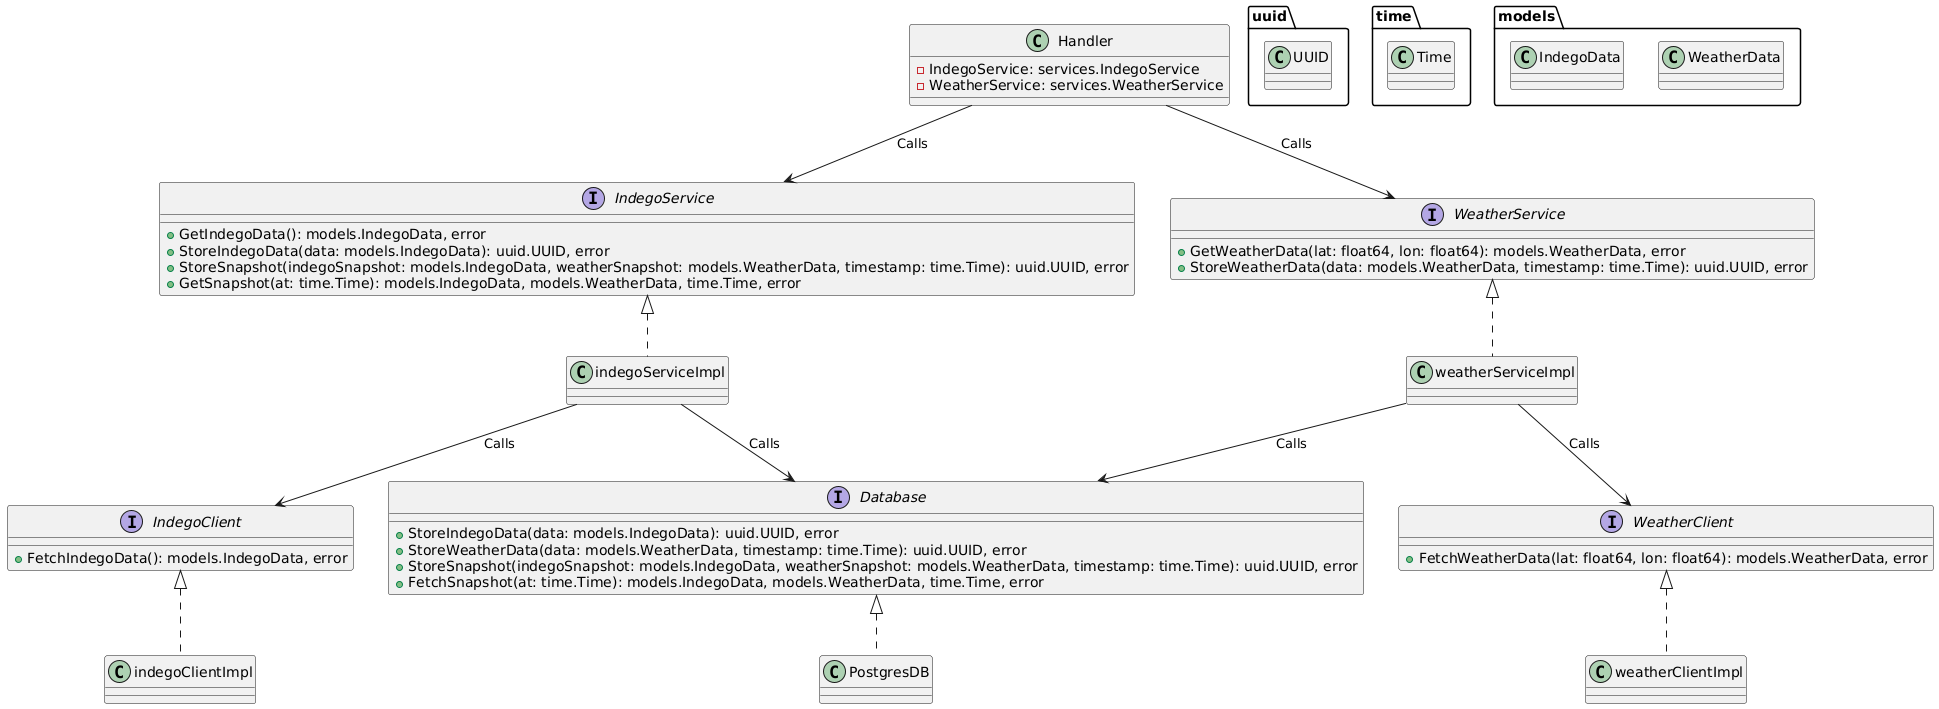 uuid
time
models
C Handler
IndegoService: services.IndegoService
WeatherService: services.WeatherService
C UUID
C Time
C IndegoData
C WeatherData
Calls
Calls
I IndegoService
GetIndegoData(): models.IndegoData, error
StoreIndegoData(data: models.IndegoData): uuid.UUID, error
StoreSnapshot(indegoSnapshot: models.IndegoData, weatherSnapshot: models.WeatherData, timestamp: time.Time): uuid.UUID, error
GetSnapshot(at: time.Time): models.IndegoData, models.WeatherData, time.Time, error
I WeatherService
GetWeatherData(lat: float64, lon: float64): models.WeatherData, error
StoreWeatherData(data: models.WeatherData, timestamp: time.Time): uuid.UUID, error
C indegoServiceImpl
C weatherServiceImpl
Calls
Calls
Calls
Calls
I IndegoClient
FetchIndegoData(): models.IndegoData, error
I Database
StoreIndegoData(data: models.IndegoData): uuid.UUID, error
StoreWeatherData(data: models.WeatherData, timestamp: time.Time): uuid.UUID, error
StoreSnapshot(indegoSnapshot: models.IndegoData, weatherSnapshot: models.WeatherData, timestamp: time.Time): uuid.UUID, error
FetchSnapshot(at: time.Time): models.IndegoData, models.WeatherData, time.Time, error
I WeatherClient
FetchWeatherData(lat: float64, lon: float64): models.WeatherData, error
C indegoClientImpl
C PostgresDB
C weatherClientImpl